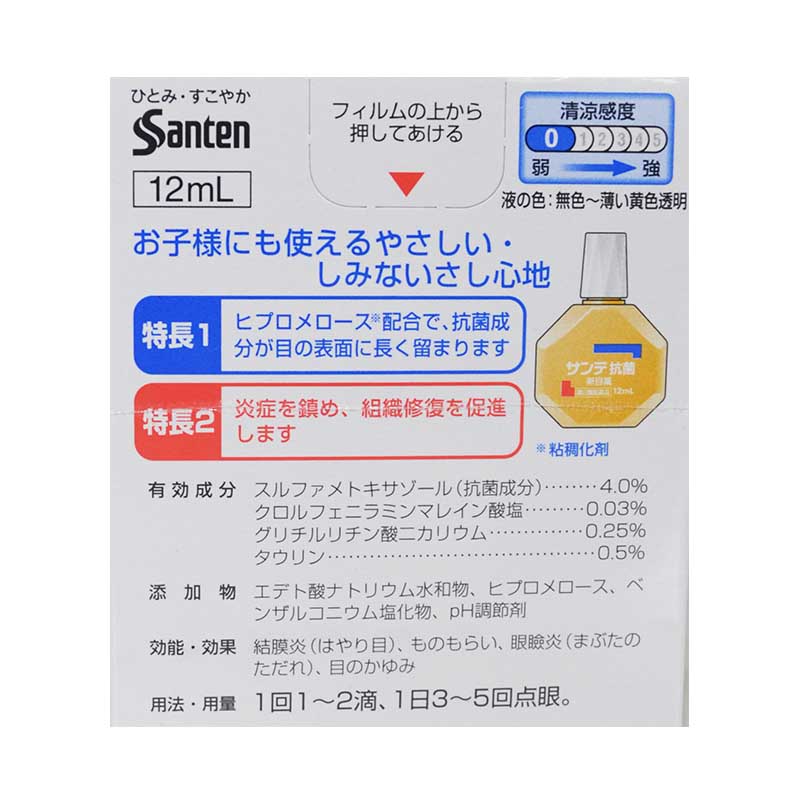 ひとみ・すこやか
Santen
12mL
フィルムの上から
押してあける
清涼感度
0 1 2 3 4 5
弱 強
液の色：無色～薄い黄色透明
お子様にも使えるやさしい・
しみないさし心地
特長1
ヒプロメロース※配合で、抗菌成
分が目の表面に長く留まります
特長2
炎症を鎮め、組織修復を促進
します
サンテ抗菌
新目薬
12mL
※粘稠化剤
有効成分 スルファメトキサゾール（抗菌成分）‥‥‥‥4.0%
クロルフェニラミンマレイン酸塩‥‥‥‥0.03%
グリチルリチン酸二カリウム‥‥‥‥‥‥0.25%
タウリン‥‥‥‥‥‥‥‥‥‥‥‥‥‥0.5%
添加物 エデト酸ナトリウム水和物、ヒプロメロース、ベ
ンザルコニウム塩化物、pH調節剤
効能・効果 結膜炎（はやり目）、ものもらい、眼瞼炎（まぶたの
ただれ）、目のかゆみ
用法・用量 1回1～2滴、1日3～5回点眼。